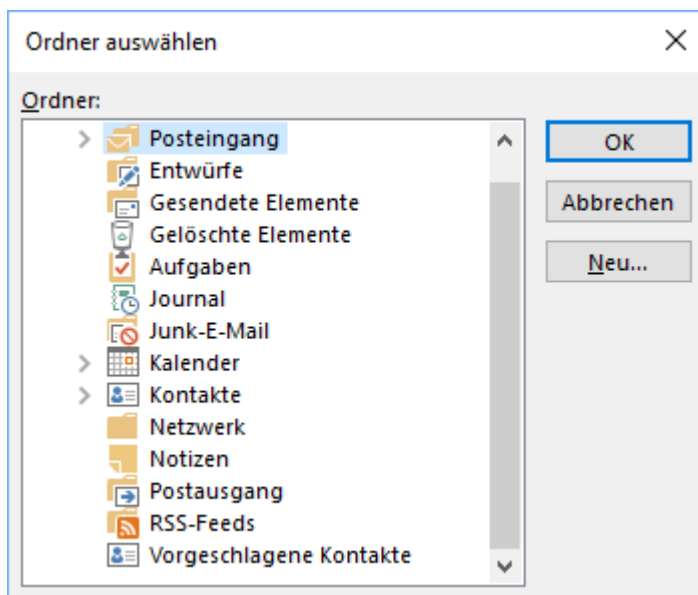 Ordner auswählen
Ordner:
Posteingang
Entwürfe
Gesendete Elemente
Gelöschte Elemente
Aufgaben
Journal
Junk-E-Mail
Kalender
Kontakte
Netzwerk
Notizen
Postausgang
RSS-Feeds
Vorgeschlagene Kontakte
OK
Abbrechen
Neu...